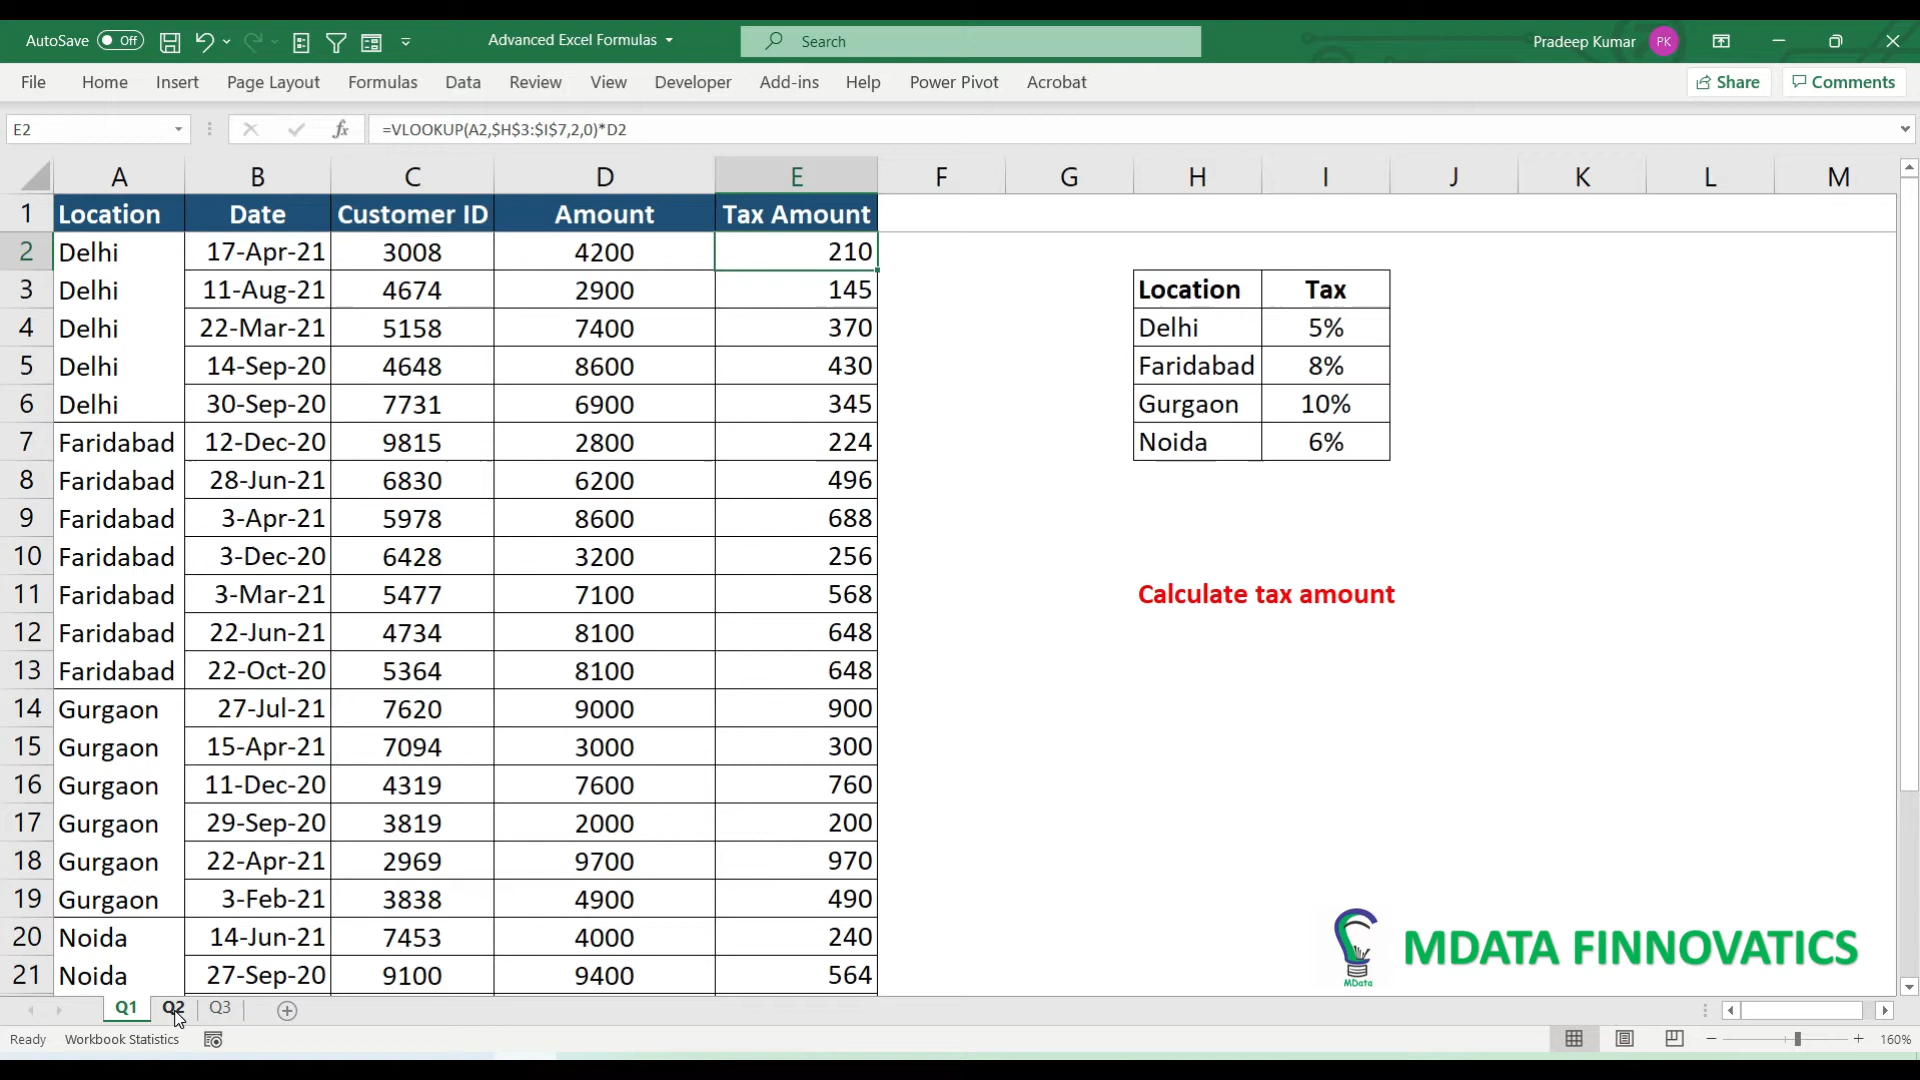 AutoSave Off Advanced Excel Formulas Search Pradeep Kumar PK
File Home Insert Page Layout Formulas Data Review View Developer Add-ins Help Power Pivot Acrobat Share Comments
E2 fx =VLOOKUP(A2,$H$3:$I$7,2,0)*D2
A B C D E F G H I J K L M
1 Location Date Customer ID Amount Tax Amount
2 Delhi 17-Apr-21 3008 4200 210
3 Delhi 11-Aug-21 4674 2900 145 Location Tax
4 Delhi 22-Mar-21 5158 7400 370 Delhi 5%
5 Delhi 14-Sep-20 4648 8600 430 Faridabad 8%
6 Delhi 30-Sep-20 7731 6900 345 Gurgaon 10%
7 Faridabad 12-Dec-20 9815 2800 224 Noida 6%
8 Faridabad 28-Jun-21 6830 6200 496
9 Faridabad 3-Apr-21 5978 8600 688
10 Faridabad 3-Dec-20 6428 3200 256
11 Faridabad 3-Mar-21 5477 7100 568 Calculate tax amount
12 Faridabad 22-Jun-21 4734 8100 648
13 Faridabad 22-Oct-20 5364 8100 648
14 Gurgaon 27-Jul-21 7620 9000 900
15 Gurgaon 15-Apr-21 7094 3000 300
16 Gurgaon 11-Dec-20 4319 7600 760
17 Gurgaon 29-Sep-20 3819 2000 200
18 Gurgaon 22-Apr-21 2969 9700 970
19 Gurgaon 3-Feb-21 3838 4900 490
20 Noida 14-Jun-21 7453 4000 240 MDATA FINNOVATICS
21 Noida 27-Sep-20 9100 9400 564 MData
Q1 Q2 Q3
Ready Workbook Statistics 160%